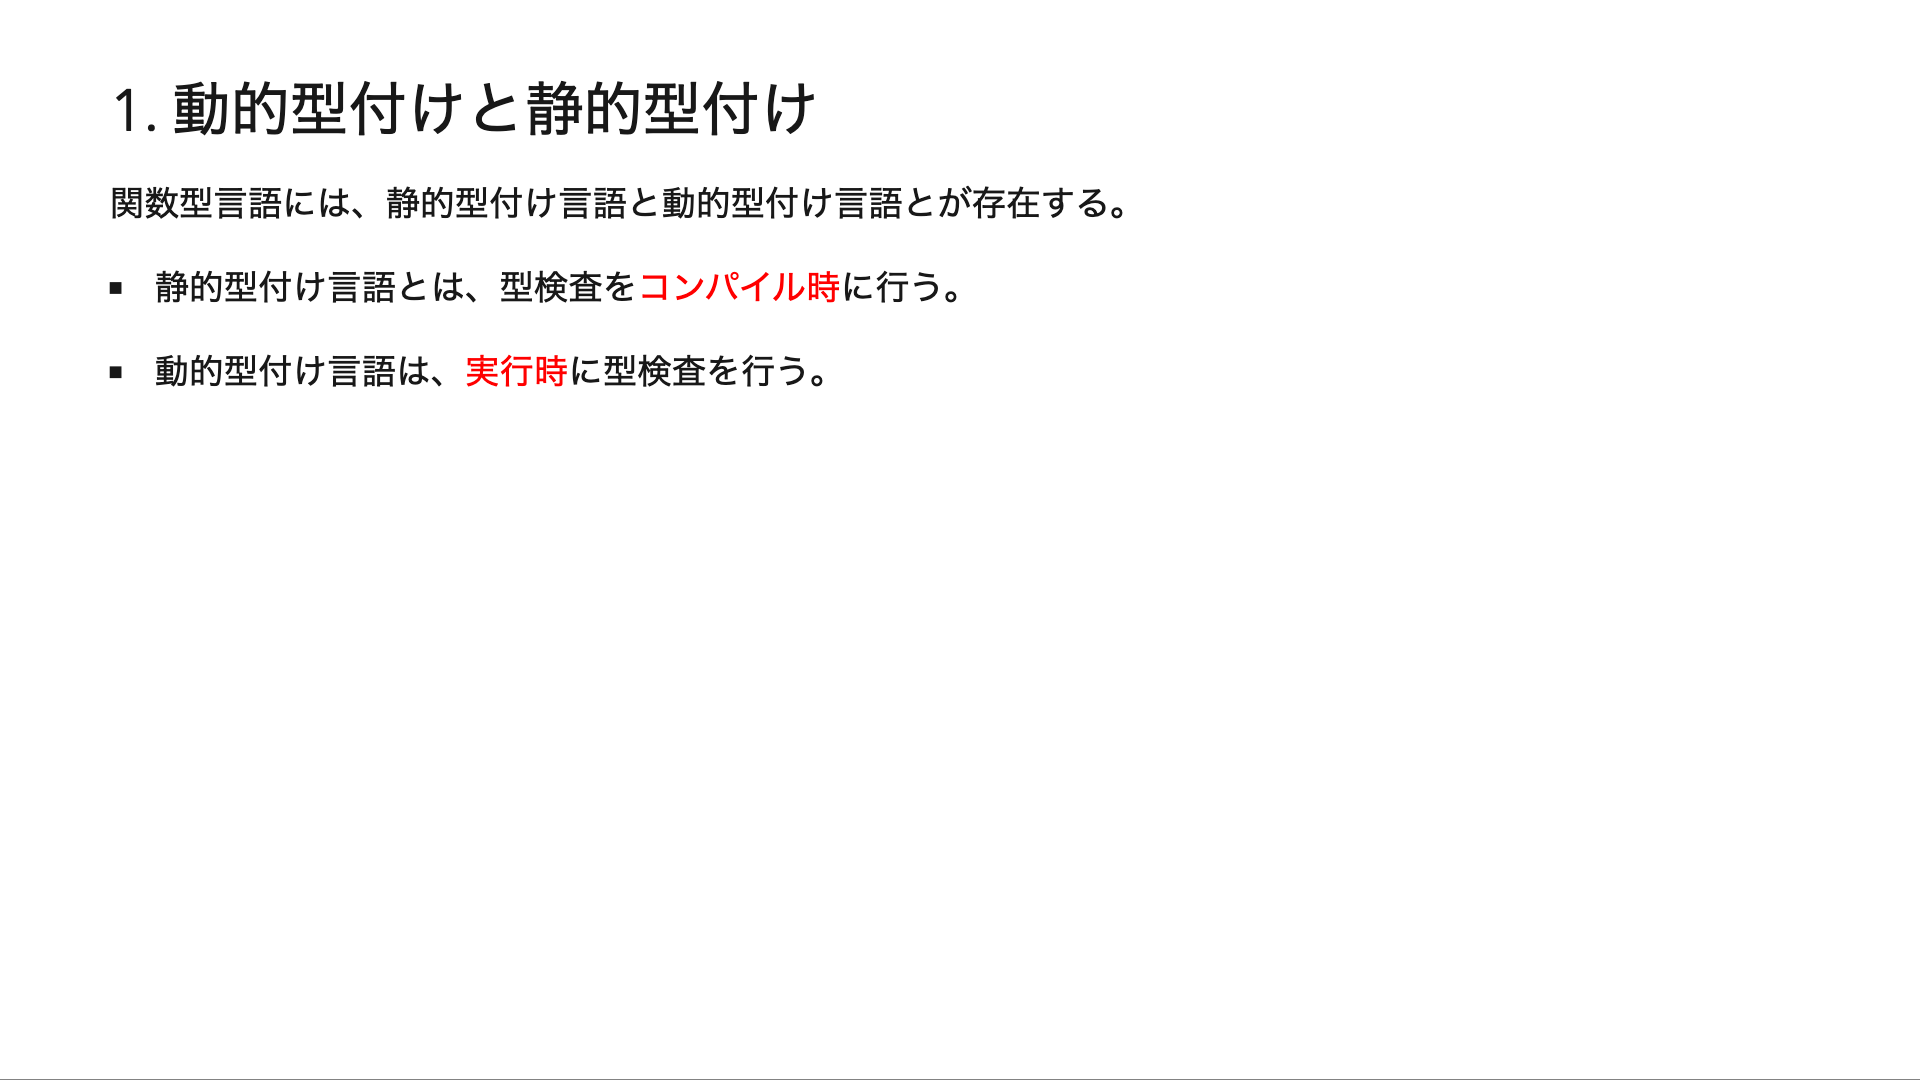 1. 動的型付けと静的型付け
関数型言語には、静的型付け言語と動的型付け言語とが存在する。
▪ 静的型付け言語とは、型検査をコンパイル時に行う。
▪ 動的型付け言語は、実行時に型検査を行う。